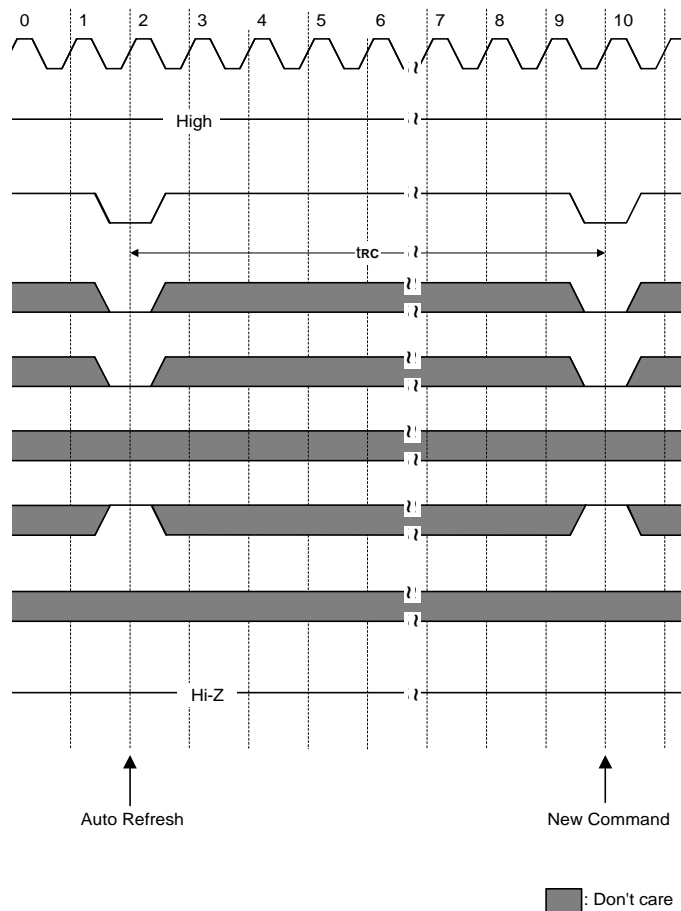 0 1 2 3 4 5 6 7 8 9 10
High
tRC
Hi-Z
Auto Refresh New Command
: Don't care